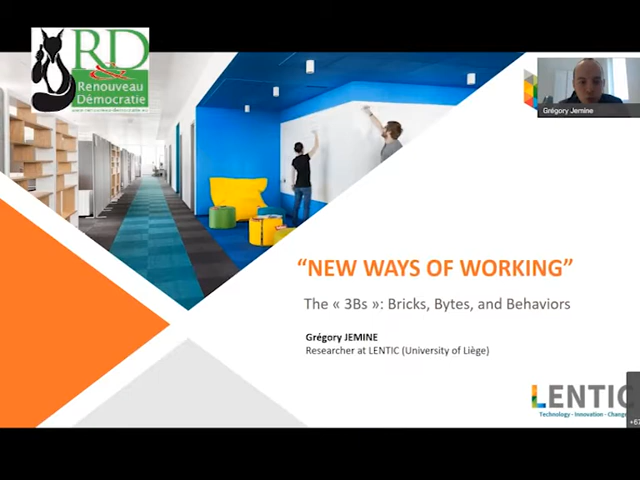 RD
&
Renouveau
Démocratie
Grégory Jemine
“NEW WAYS OF WORKING”
The « 3Bs »: Bricks, Bytes, and Behaviors
Grégory JEMINE
Researcher at LENTIC (University of Liège)
LENTIC
Technology - Innovation - Change